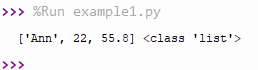 >>> %Run example1.py
['Ann', 22, 55.8] <class 'list'>
>>>